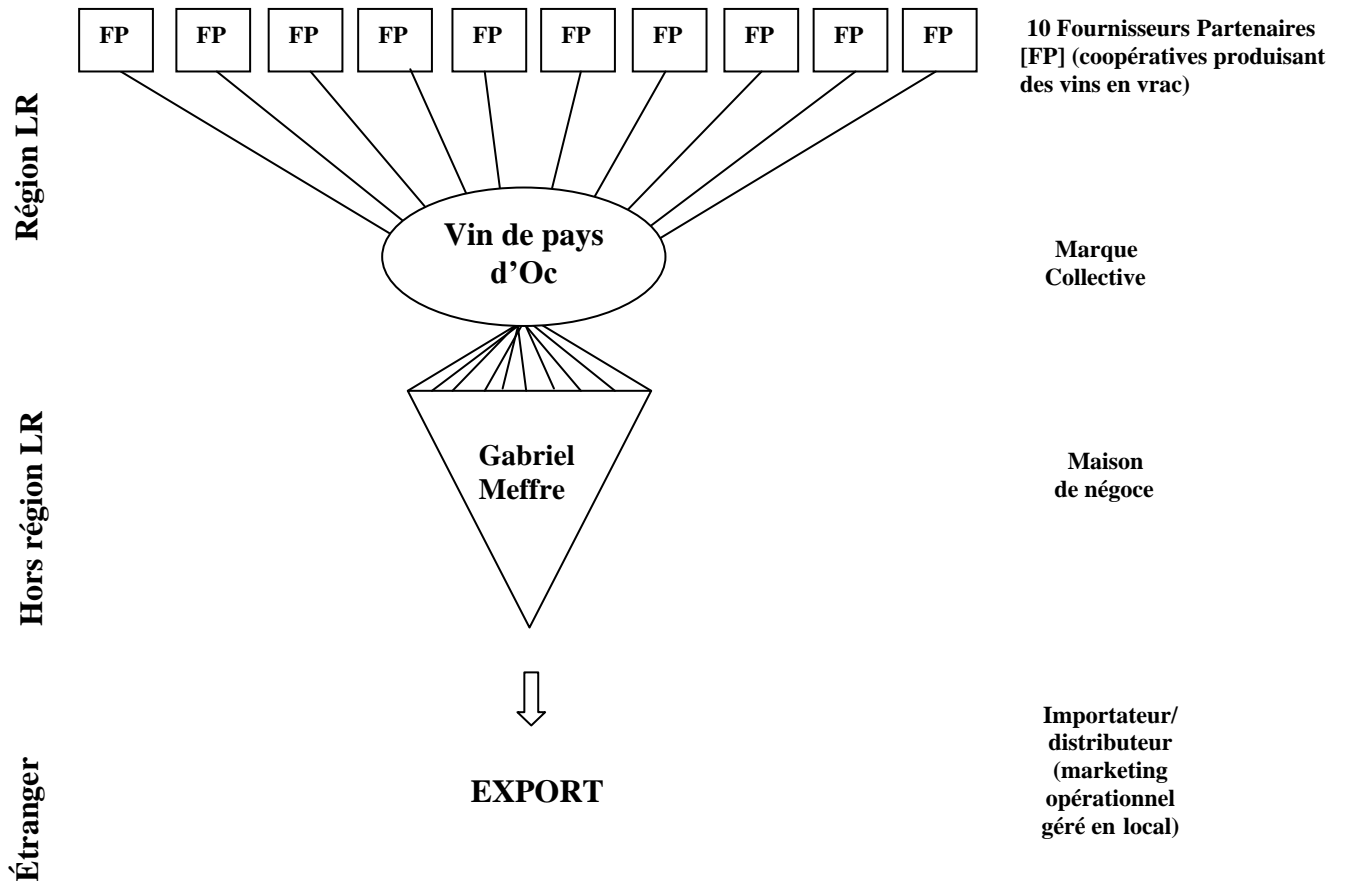 FP FP FP FP FP FP FP FP FP FP
10 Fournisseurs Partenaires
[FP] (coopératives produisant
des vins en vrac)
Région LR
Vin de pays
d’Oc
Marque
Collective
Hors région LR
Gabriel
Meffre
Maison
de négoce
Étranger
EXPORT
Importateur/
distributeur
(marketing
opérationnel
géré en local)